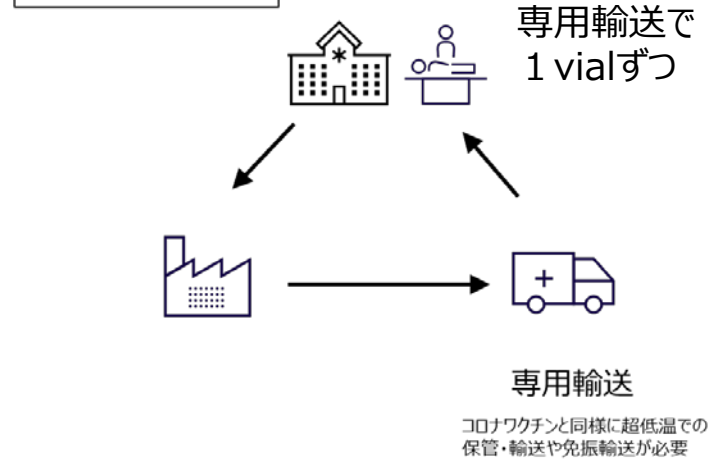 専用輸送で
１vialずつ
専用輸送
コロナワクチンと同様に超低温での
保管・輸送や免振輸送が必要